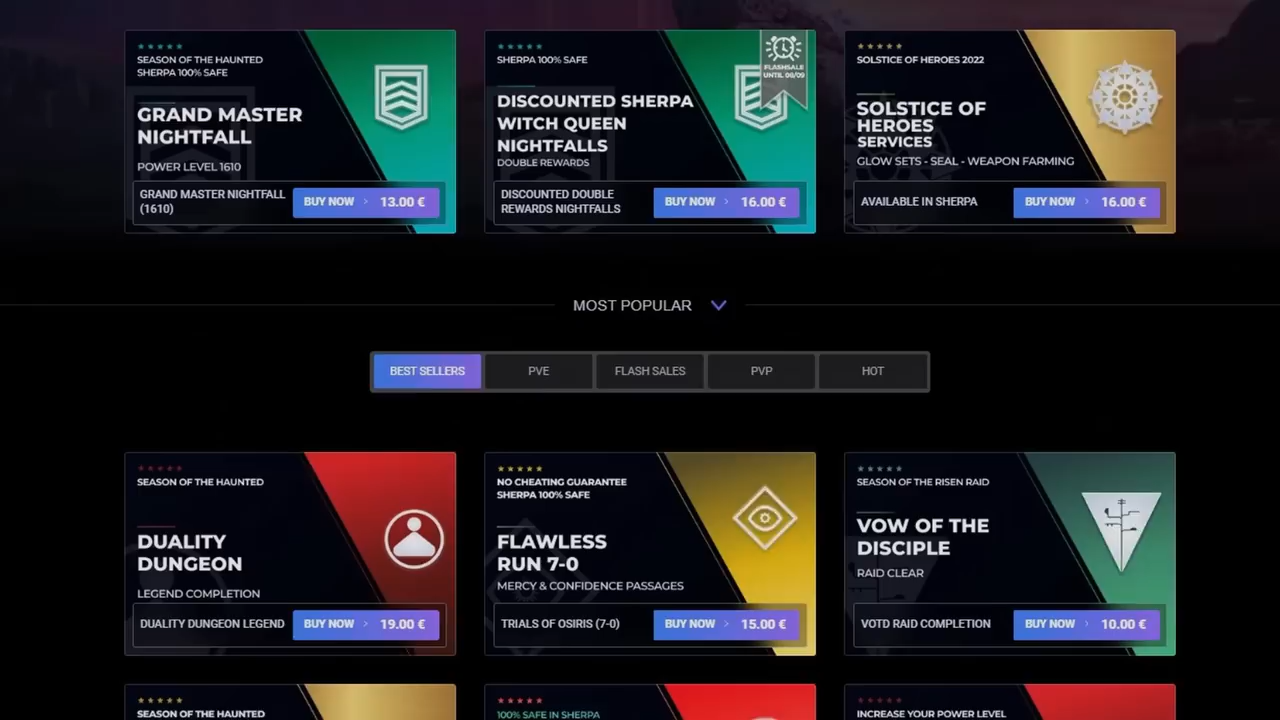 SEASON OF THE HAUNTED
SHERPA 100% SAFE
GRAND MASTER
NIGHTFALL
POWER LEVEL 1610
GRAND MASTER NIGHTFALL
(1610)
BUY NOW > 13.00 €
SHERPA 100% SAFE
FLASHSALE
UNTIL 09/09
DISCOUNTED SHERPA
WITCH QUEEN
NIGHTFALLS
DOUBLE REWARDS
DISCOUNTED DOUBLE
REWARDS NIGHTFALLS
BUY NOW > 16.00 €
SOLSTICE OF HEROES 2022
SOLSTICE OF
HEROES
SERVICES
GLOW SETS - SEAL - WEAPON FARMING
AVAILABLE IN SHERPA
BUY NOW > 16.00 €
MOST POPULAR
BEST SELLERS
PVE
FLASH SALES
PVP
HOT
SEASON OF THE HAUNTED
DUALITY
DUNGEON
LEGEND COMPLETION
DUALITY DUNGEON LEGEND
BUY NOW > 19.00 €
NO CHEATING GUARANTEE
SHERPA 100% SAFE
FLAWLESS
RUN 7-0
MERCY & CONFIDENCE PASSAGES
TRIALS OF OSIRIS (7-0)
BUY NOW > 15.00 €
SEASON OF THE RISEN RAID
VOW OF THE
DISCIPLE
RAID CLEAR
VOTD RAID COMPLETION
BUY NOW > 10.00 €
SEASON OF THE HAUNTED
100% SAFE IN SHERPA
INCREASE YOUR POWER LEVEL